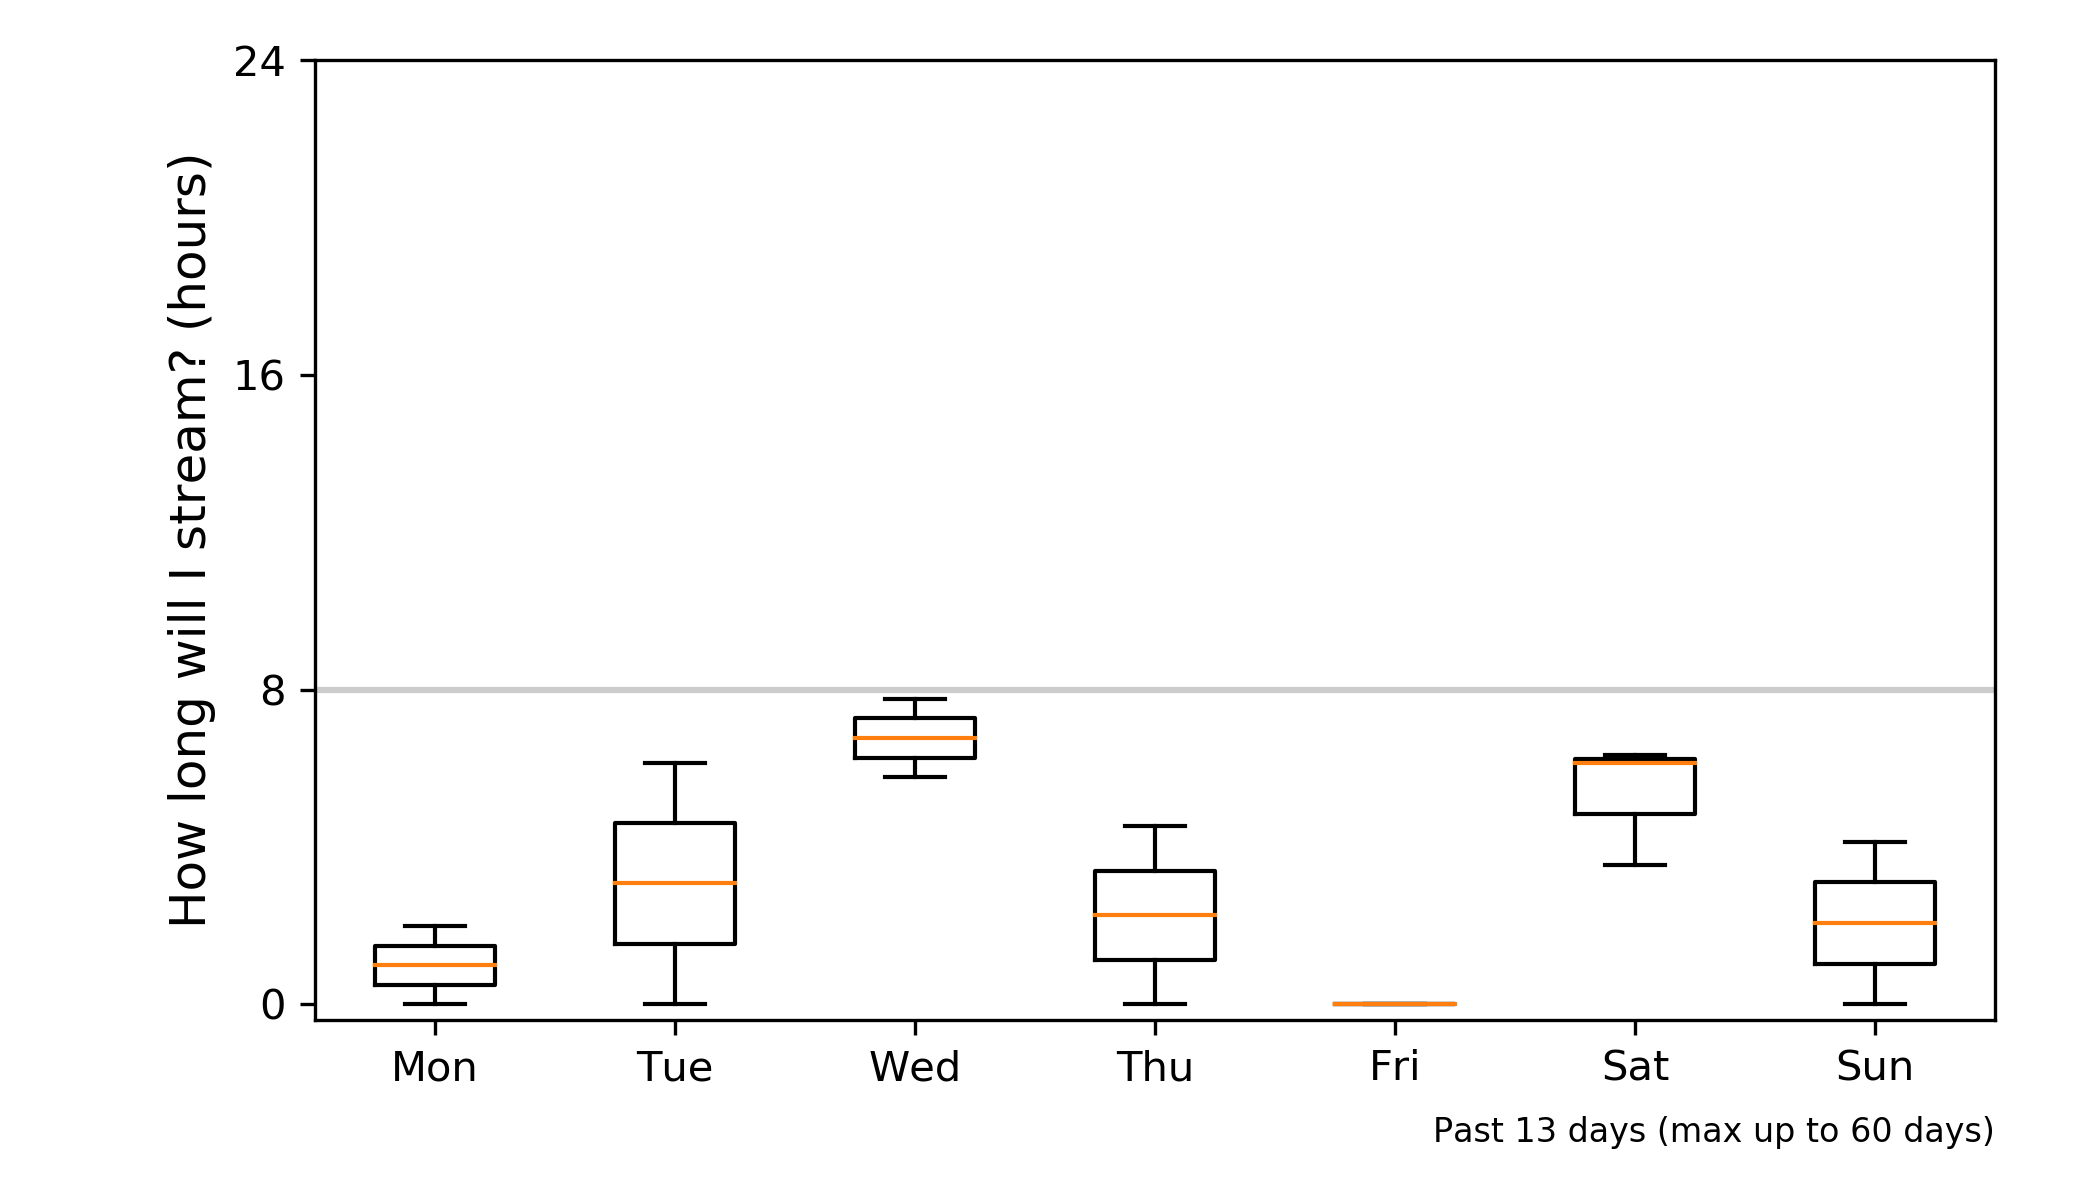 How long will I stream? (hours)
24
16
8
0
Mon Tue Wed Thu Fri Sat Sun
Past 13 days (max up to 60 days)